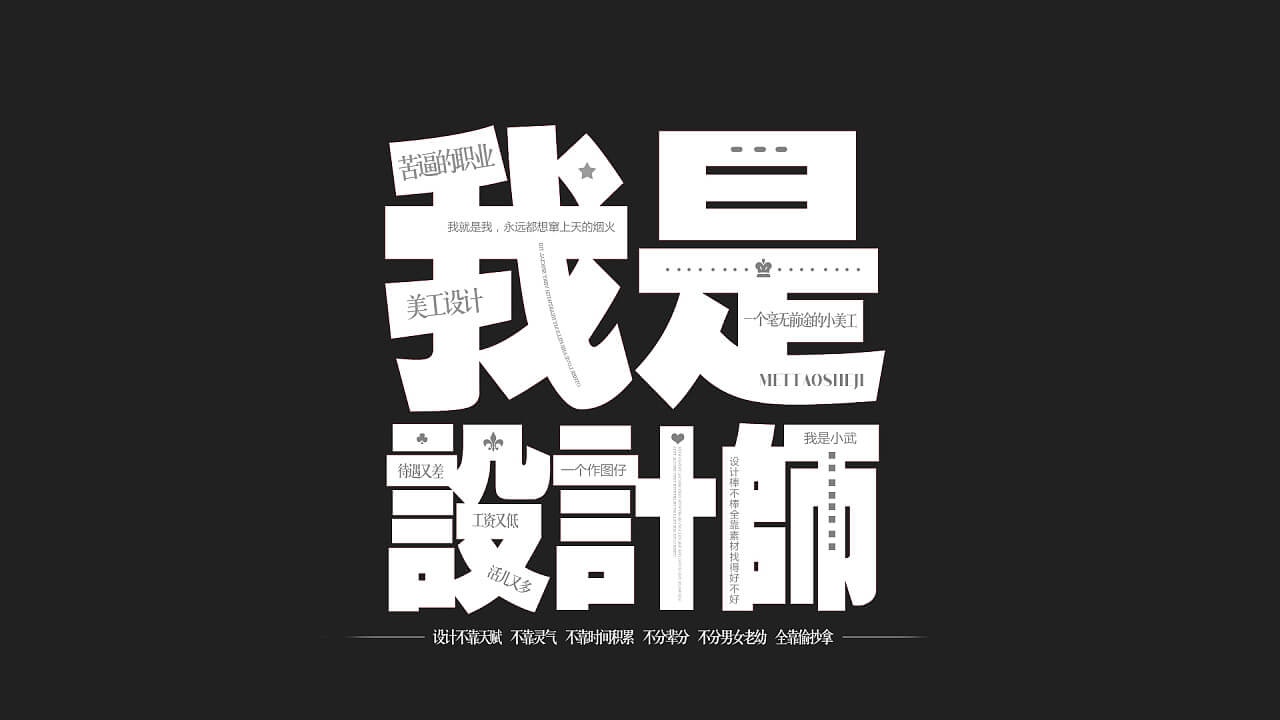 我是
苦逼的职业
我就是我，永远都想窜上天的烟火
美工设计
一个毫无前途的小美工
MEITAOSHEJI
設計師
待遇又差
工资又低
活儿又多
一个作图仔
设计棒不棒全靠素材找得好不好
我是小武
设计不靠天赋 不靠灵气 不靠时间积累 不分辈分 不分男女老幼 全靠偷抄拿